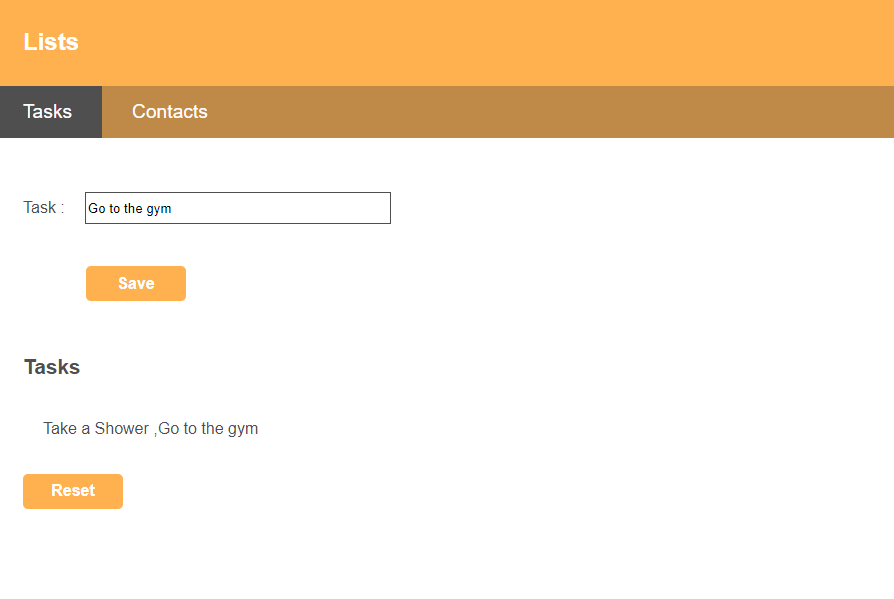 Lists
Tasks Contacts
Task : Go to the gym
Save
Tasks
Take a Shower ,Go to the gym
Reset